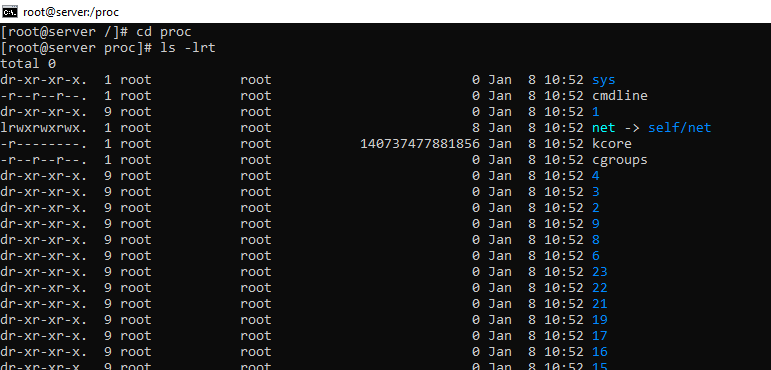 root@server:/proc
[root@server /]# cd proc
[root@server proc]# ls -lrt
total 0
dr-xr-xr-x.  1 root           root                         0 Jan  8 10:52 sys
-r--r--r--.  1 root           root                         0 Jan  8 10:52 cmdline
dr-xr-xr-x.  9 root           root                         0 Jan  8 10:52 1
lrwxrwxrwx.  1 root           root                         8 Jan  8 10:52 net -> self/net
-r--------.  1 root           root           140737477881856 Jan  8 10:52 kcore
-r--r--r--.  1 root           root                         0 Jan  8 10:52 cgroups
dr-xr-xr-x.  9 root           root                         0 Jan  8 10:52 4
dr-xr-xr-x.  9 root           root                         0 Jan  8 10:52 3
dr-xr-xr-x.  9 root           root                         0 Jan  8 10:52 2
dr-xr-xr-x.  9 root           root                         0 Jan  8 10:52 9
dr-xr-xr-x.  9 root           root                         0 Jan  8 10:52 8
dr-xr-xr-x.  9 root           root                         0 Jan  8 10:52 6
dr-xr-xr-x.  9 root           root                         0 Jan  8 10:52 23
dr-xr-xr-x.  9 root           root                         0 Jan  8 10:52 22
dr-xr-xr-x.  9 root           root                         0 Jan  8 10:52 21
dr-xr-xr-x.  9 root           root                         0 Jan  8 10:52 19
dr-xr-xr-x.  9 root           root                         0 Jan  8 10:52 17
dr-xr-xr-x.  9 root           root                         0 Jan  8 10:52 16
dr-xr-xr-x.  9 root           root                         0 Jan  8 10:52 15